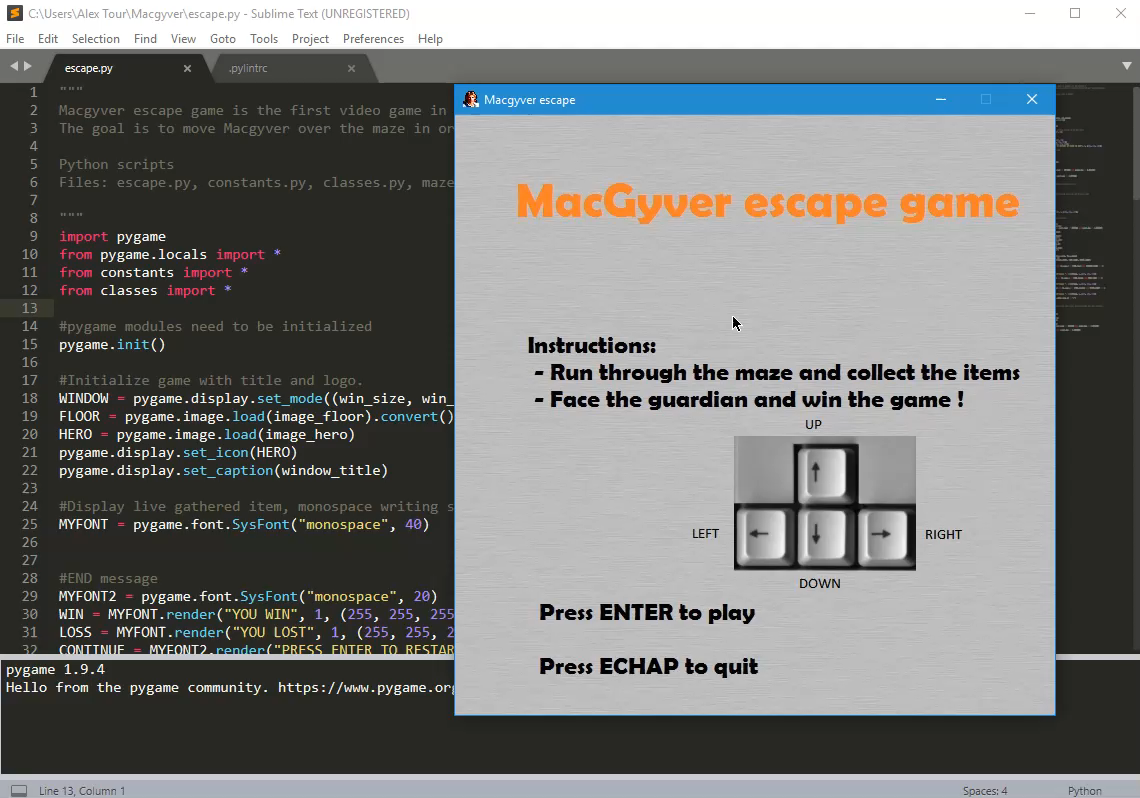 C:\Users\Alex Tour\Macgyver\escape.py - Sublime Text (UNREGISTERED)
File Edit Selection Find View Goto Tools Project Preferences Help
escape.py × .pylintrc ×
1 """
2 Macgyver escape game is the first video game in
3 The goal is to move Macgyver over the maze in or
4
5 Python scripts
6 Files: escape.py, constants.py, classes.py, maze
7
8 """
9 import pygame
10 from pygame.locals import *
11 from constants import *
12 from classes import *
13
14 #pygame modules need to be initialized
15 pygame.init()
16
17 #Initialize game with title and logo.
18 WINDOW = pygame.display.set_mode((win_size, win_
19 FLOOR = pygame.image.load(image_floor).convert()
20 HERO = pygame.image.load(image_hero)
21 pygame.display.set_icon(HERO)
22 pygame.display.set_caption(window_title)
23
24 #Display live gathered item, monospace writing s
25 MYFONT = pygame.font.SysFont("monospace", 40)
26
27
28 #END message
29 MYFONT2 = pygame.font.SysFont("monospace", 20)
30 WIN = MYFONT.render("YOU WIN", 1, (255, 255, 255
31 LOSS = MYFONT.render("YOU LOST", 1, (255, 255, 2
32 CONTINUE = MYFONT2.render("PRESS ENTER TO RESTAR
pygame 1.9.4
Hello from the pygame community. https://www.pygame.org
Macgyver escape
MacGyver escape game
Instructions:
- Run through the maze and collect the items
- Face the guardian and win the game !
UP
LEFT
RIGHT
DOWN
Press ENTER to play
Press ECHAP to quit
Line 13, Column 1
Spaces: 4
Python